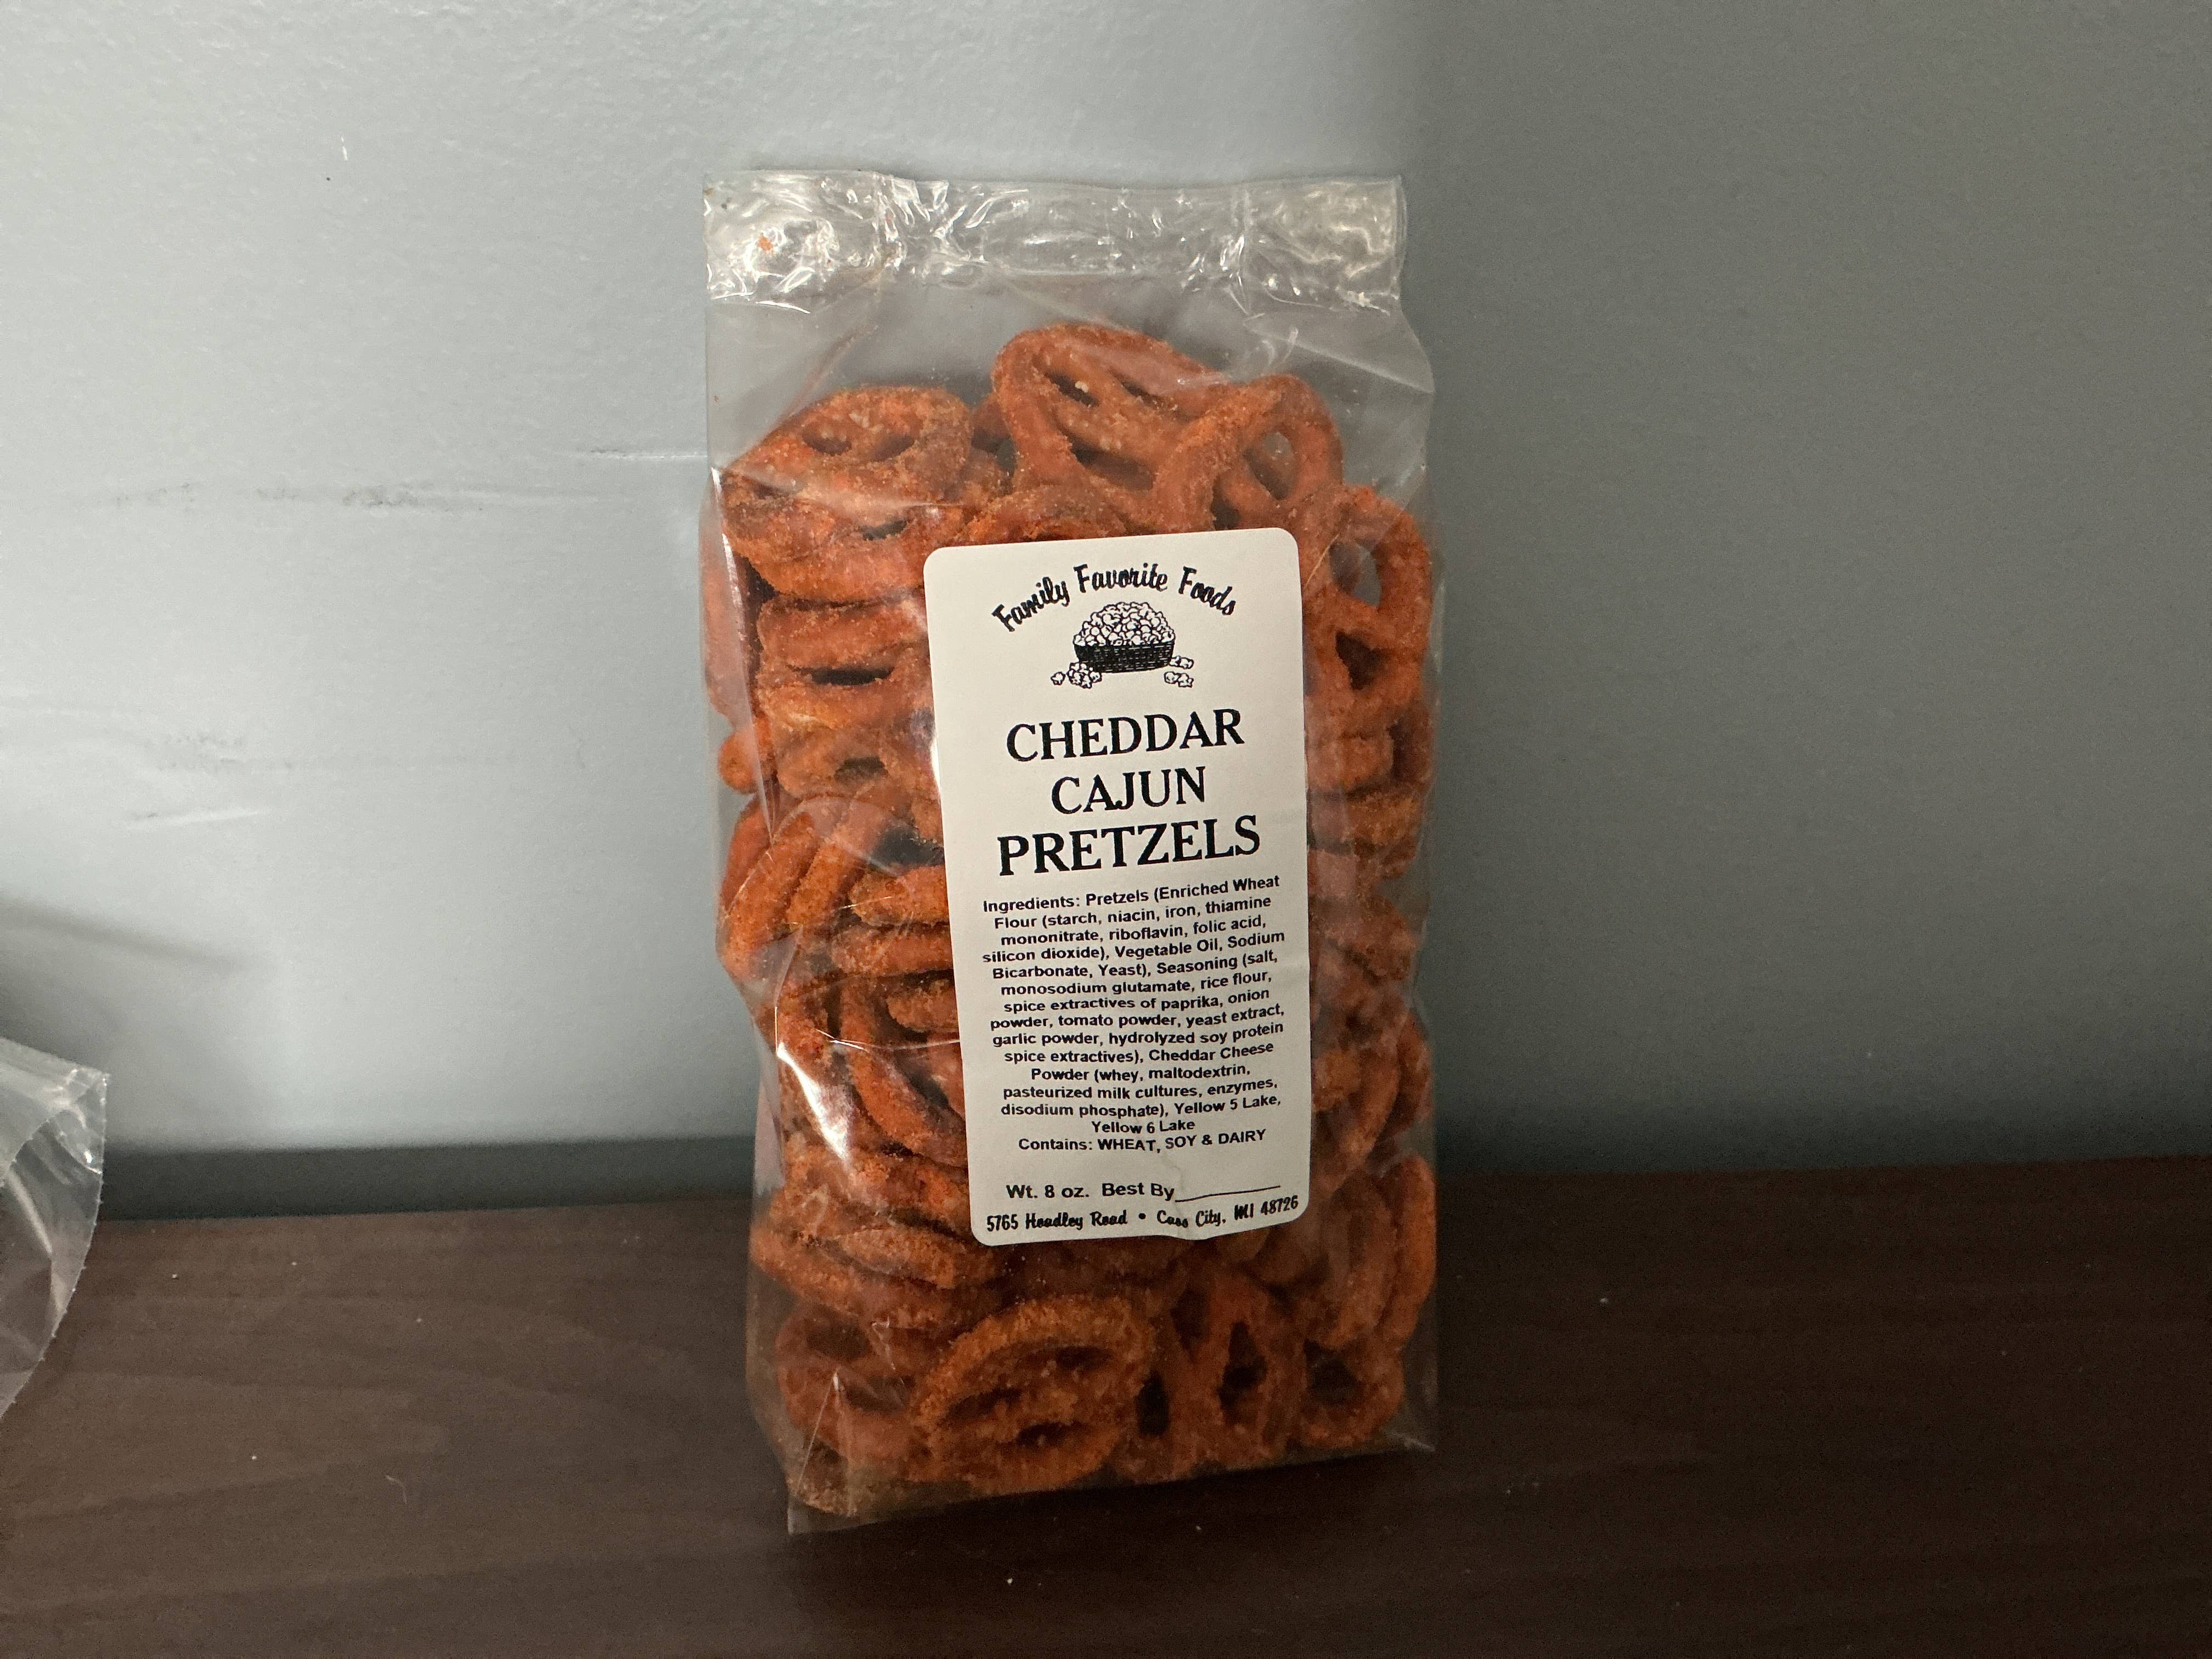 Family Favorite Foods
CHEDDAR
CAJUN
PRETZELS
Ingredients: Pretzels (Enriched Wheat
Flour (starch, niacin, iron, thiamine
mononitrate, riboflavin, folic acid,
silicon dioxide), Vegetable Oil, Sodium
Bicarbonate, Yeast), Seasoning (salt,
monosodium glutamate, rice flour,
spice extractives of paprika, onion
powder, tomato powder, yeast extract,
garlic powder, hydrolyzed soy protein
spice extractives), Cheddar Cheese
Powder (whey, maltodextrin,
pasteurized milk cultures, enzymes,
disodium phosphate), Yellow 5 Lake,
Yellow 6 Lake
Contains: WHEAT, SOY & DAIRY
Wt. 8 oz. Best By__________
5765 Hoadley Road • Cass City, MI 48726